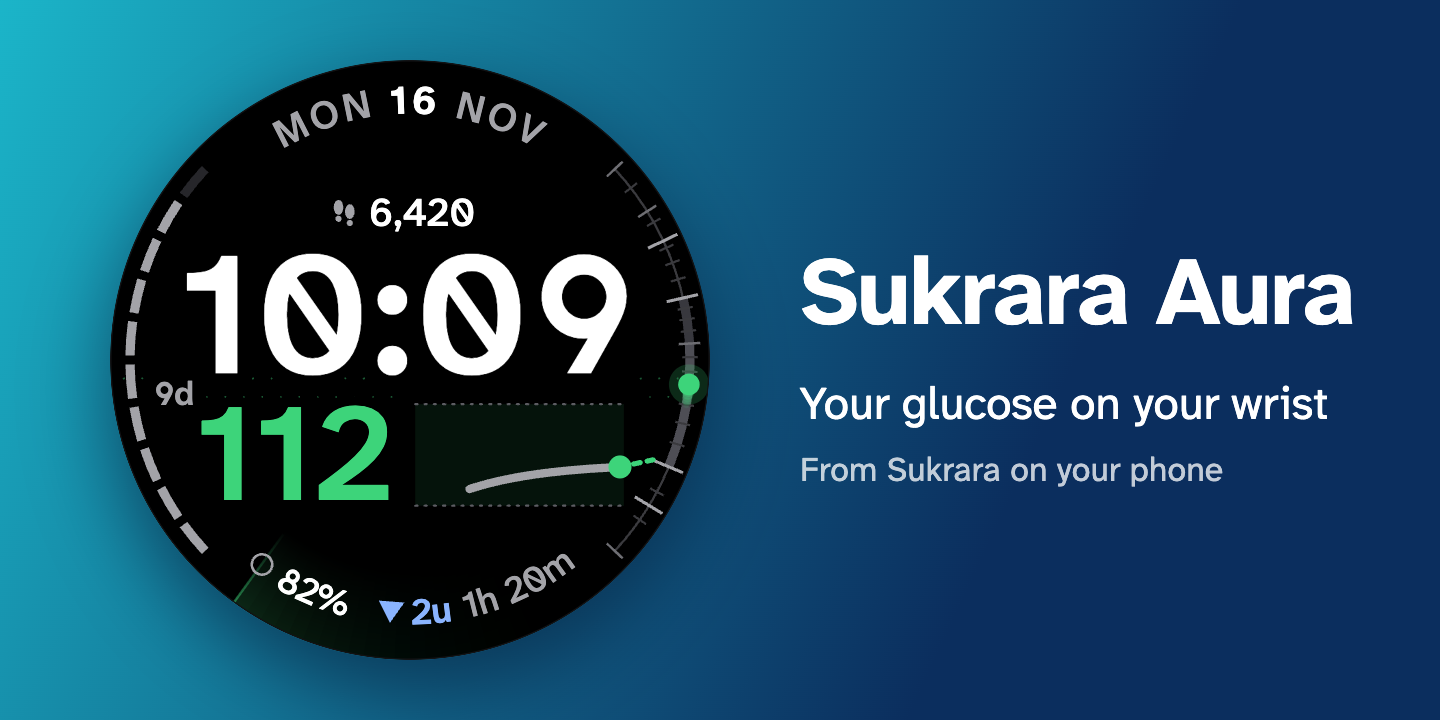 MON 16 NOV
6,420
10:09
9d
112
82%
2u 1h 20m
Sukrara Aura
Your glucose on your wrist
From Sukrara on your phone